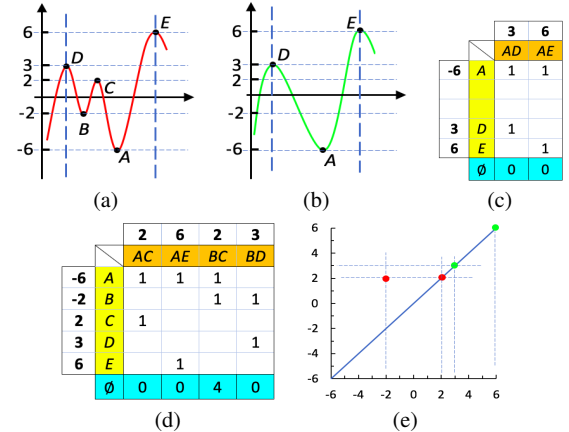 6
3
2
-2
-6
D
C
B
A
E
(a)
6
3
2
-2
-6
D
E
A
(b)
3 6
AD AE
-6 A 1 1
3 D 1
6 E 1
Ø 0 0
(c)
2 6 2 3
AC AE BC BD
-6 A 1 1 1
-2 B 1 1
2 C 1
3 D 1
6 E 1
Ø 0 0 4 0
(d)
6
4
2
0
-2
-4
-6
-6 -4 -2 0 2 4 6
(e)